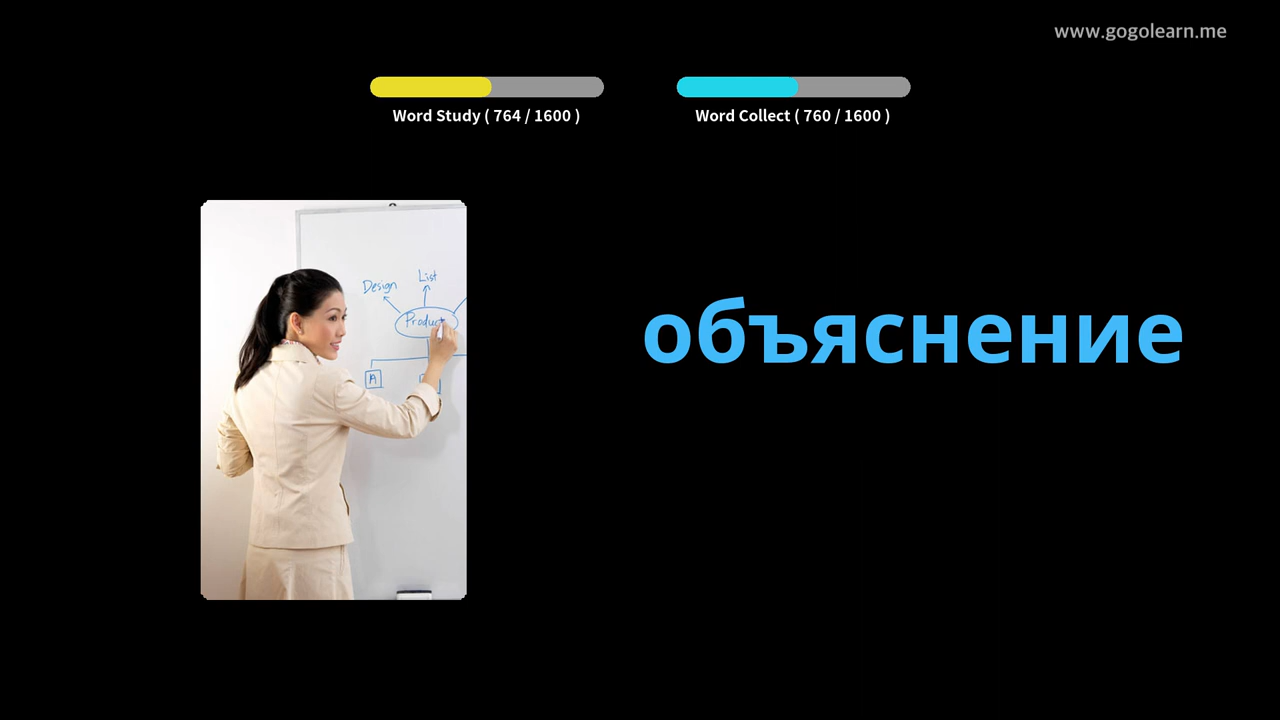 www.gogolearn.me
Word Study ( 764 / 1600 )
Word Collect ( 760 / 1600 )
Design
List
Product
A
объяснение